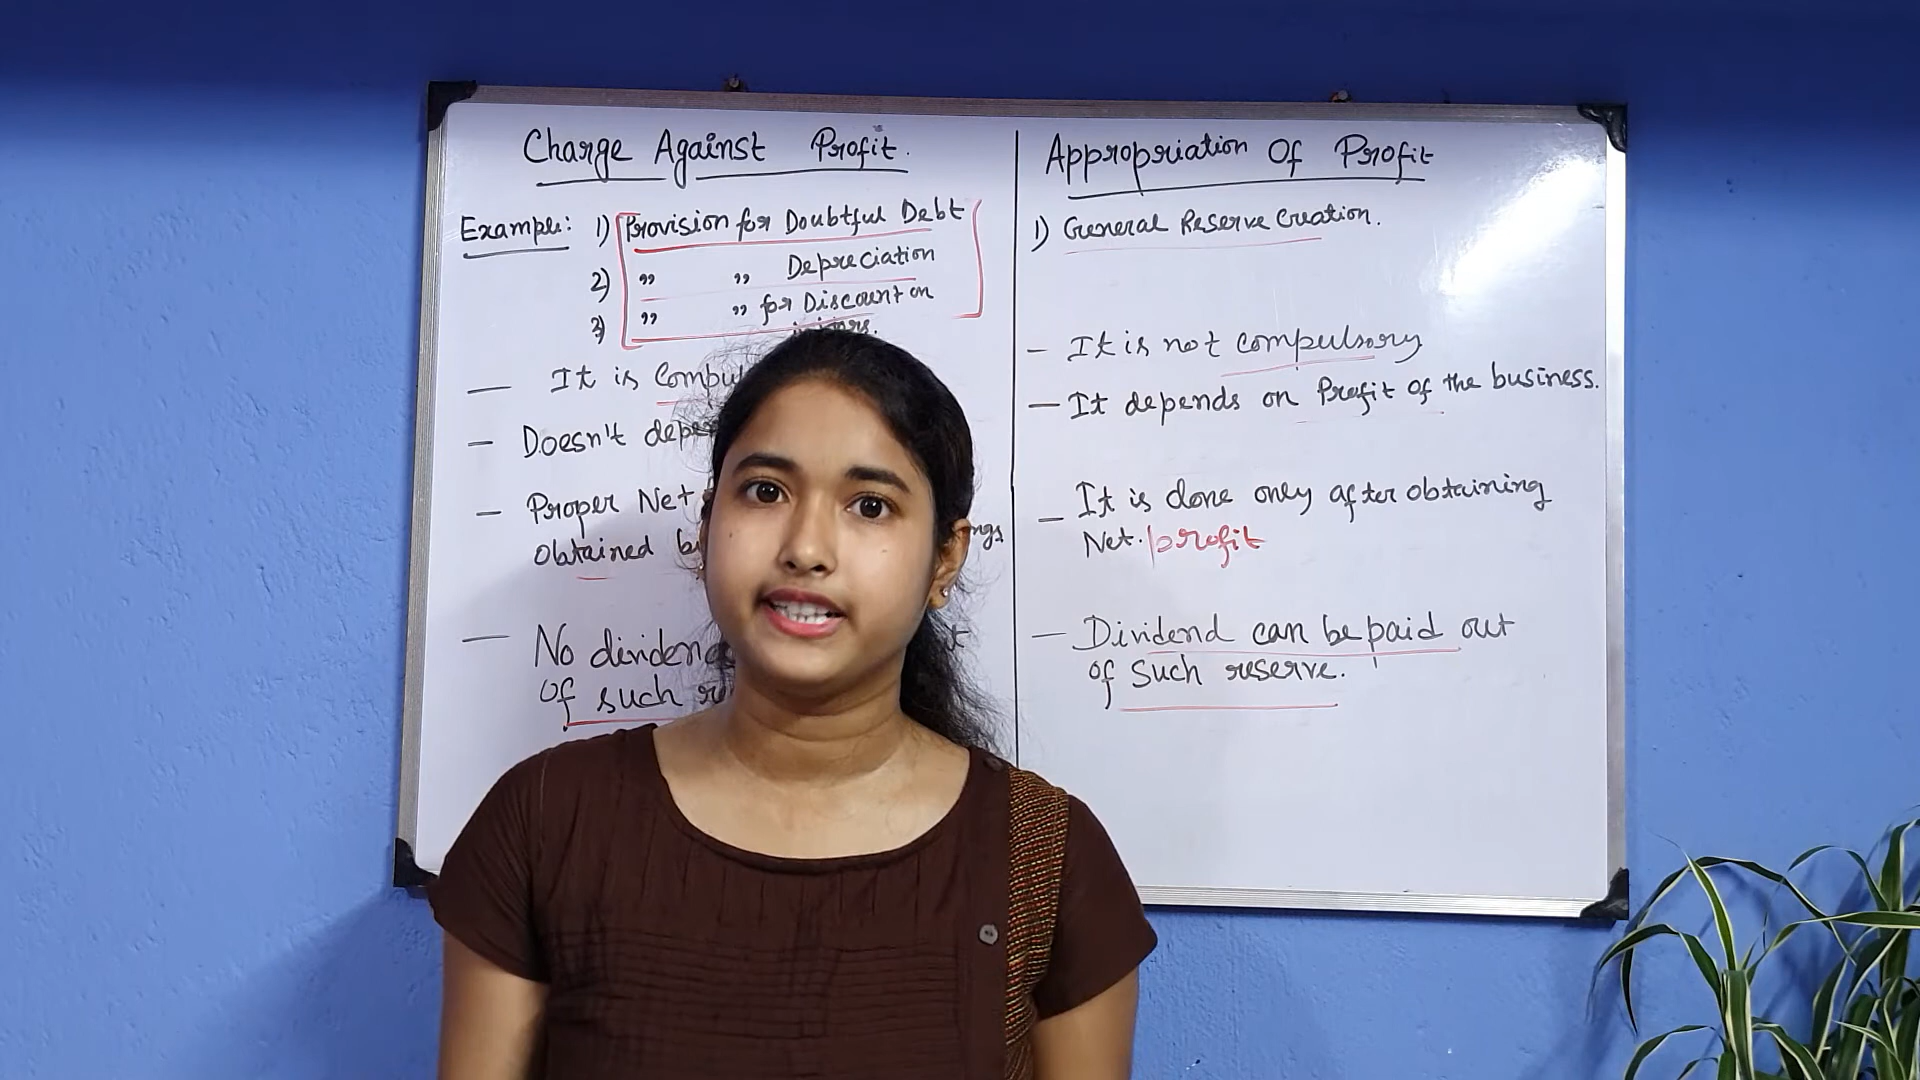 Charge Against Profit.
Example: 1) Provision for Doubtful Debt
2) ” ” Depreciation
3) ” ” for Discount on
— It is
— Doesn't
— Proper Net
Obtained
— No
of such
Appropriation Of Profit
1) General Reserve Creation.
— It is not compulsory
— It depends on Profit of the business.
— It is done only after obtaining
Net. profit
— Dividend can be paid out
of such reserve.